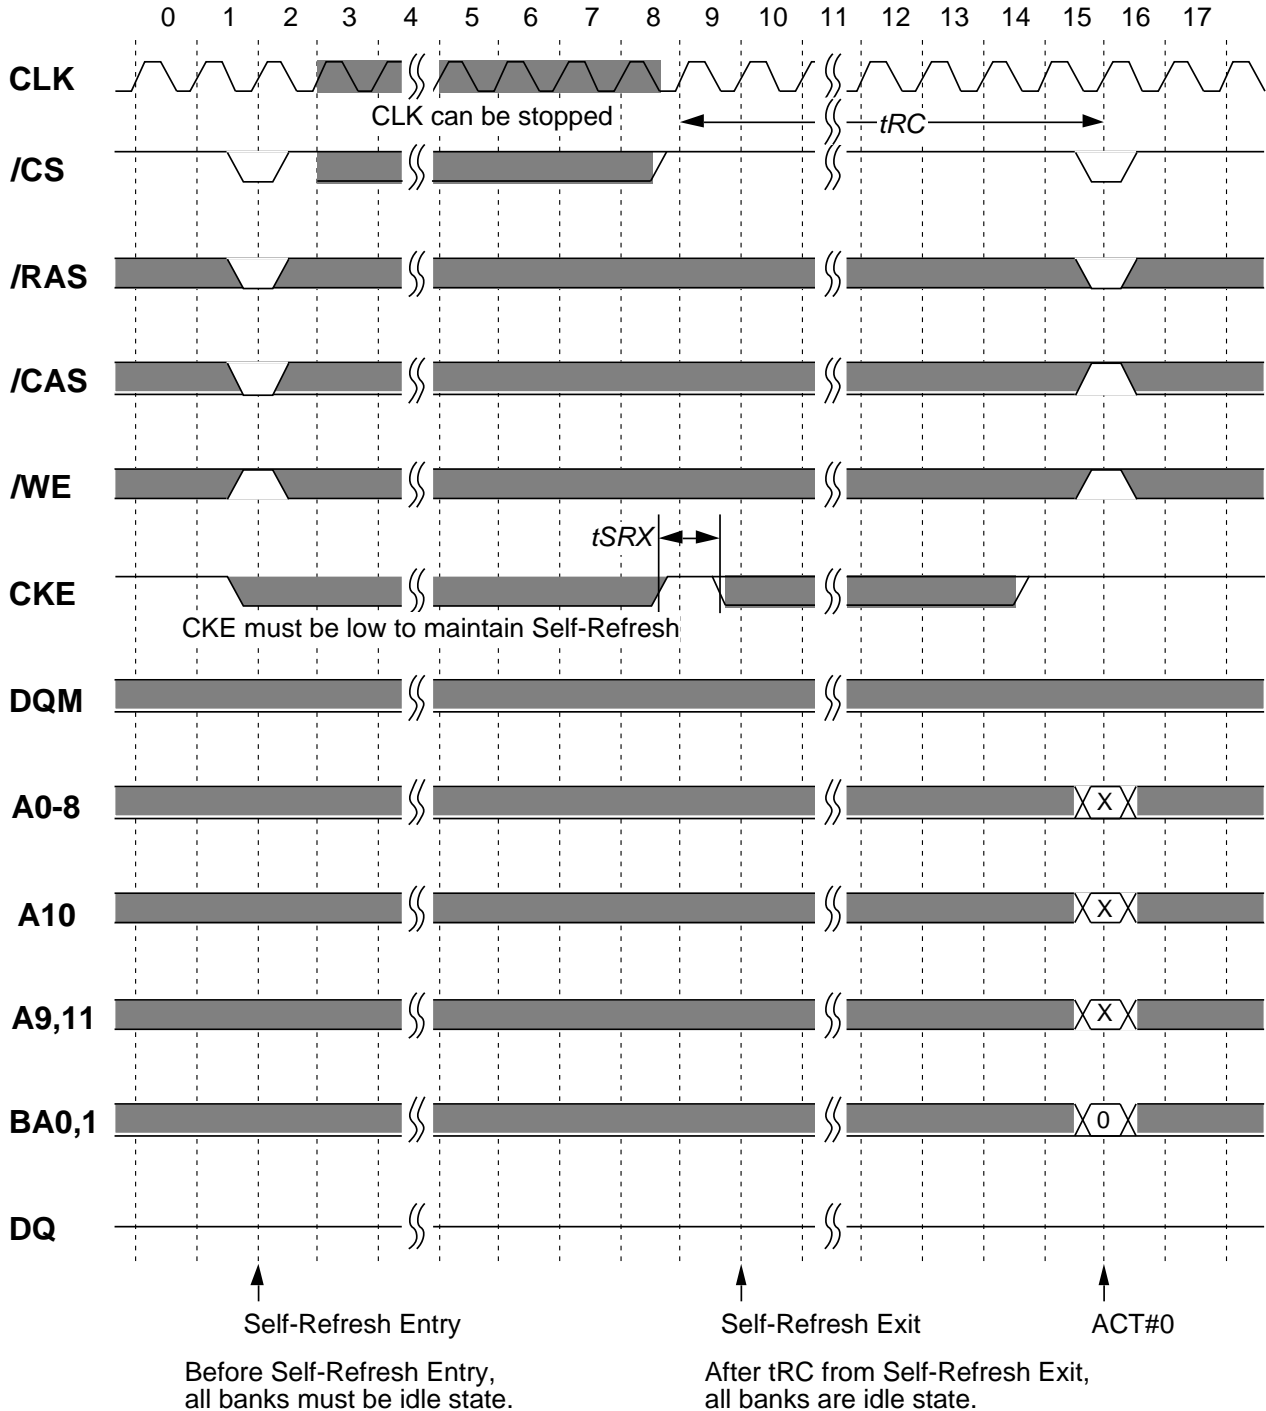 0 1 2 3 4 5 6 7 8 9 10 11 12 13 14 15 16 17
CLK
CLK can be stopped
tRC
/CS
/RAS
/CAS
/WE
tSRX
CKE
CKE must be low to maintain Self-Refresh
DQM
A0-8
X
A10
X
A9,11
X
BA0,1
0
DQ
Self-Refresh Entry
Self-Refresh Exit
ACT#0
Before Self-Refresh Entry,
all banks must be idle state.
After tRC from Self-Refresh Exit,
all banks are idle state.